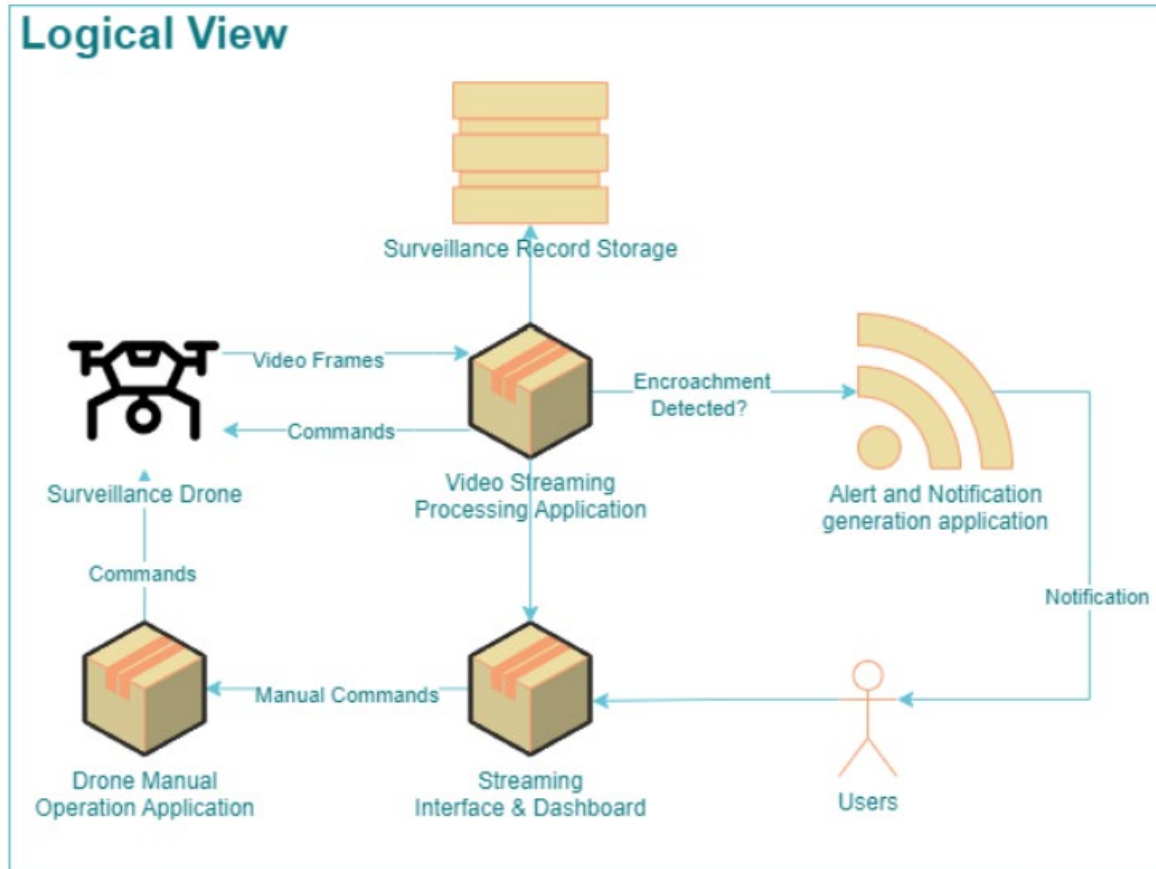 Logical View
Surveillance Record Storage
Video Frames
Commands
Encroachment
Detected?
Surveillance Drone
Video Streaming
Processing Application
Alert and Notification
generation application
Commands
Notification
Manual Commands
Drone Manual
Operation Application
Streaming
Interface & Dashboard
Users